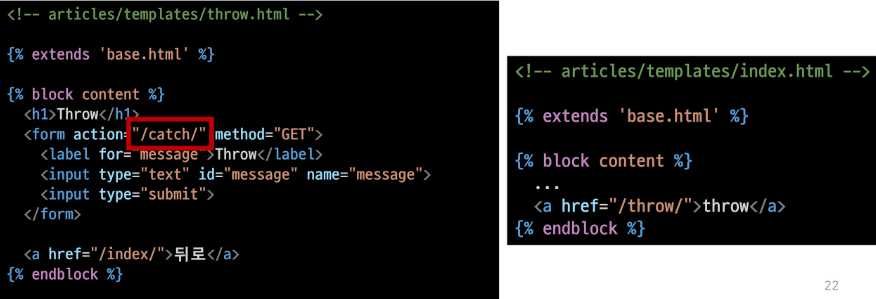 <!-- articles/templates/throw.html -->
{% extends 'base.html' %}
{% block content %}
<h1>Throw</h1>
<form action="/catch/" method="GET">
<label for="message">Throw</label>
<input type="text" id="message" name="message">
<input type="submit">
</form>
<a href="/index/">뒤로</a>
{% endblock %}
<!-- articles/templates/index.html -->
{% extends 'base.html' %}
{% block content %}
...
<a href="/throw/">throw</a>
{% endblock %}
22